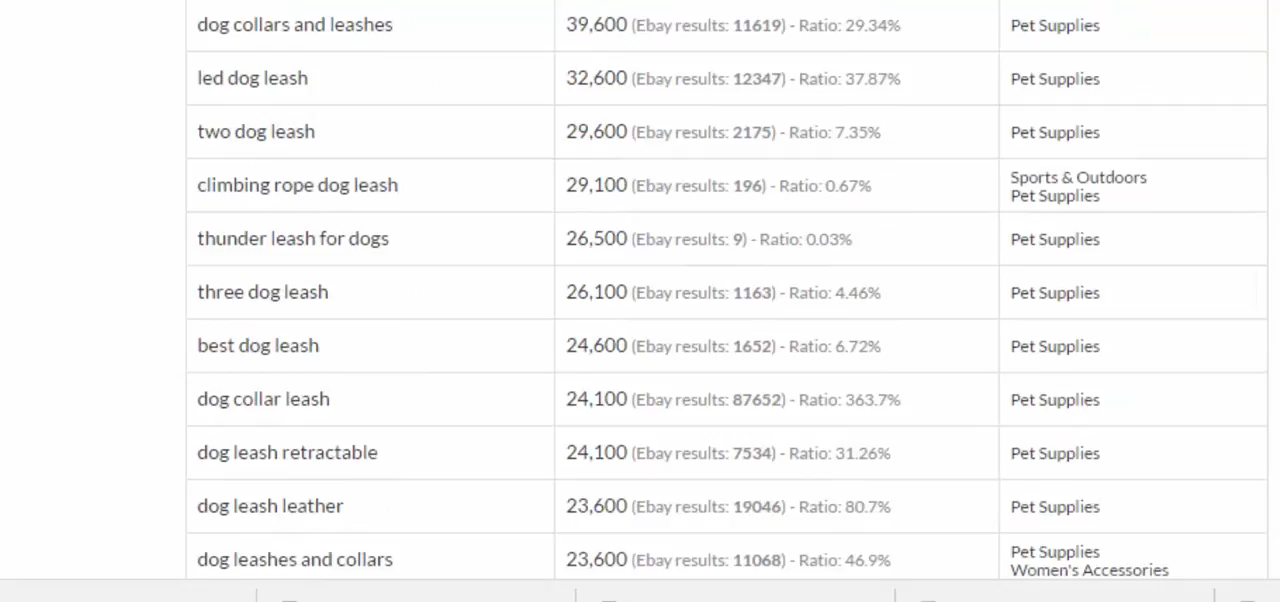 dog collars and leashes 39,600 (Ebay results: 11619) - Ratio: 29.34% Pet Supplies
led dog leash 32,600 (Ebay results: 12347) - Ratio: 37.87% Pet Supplies
two dog leash 29,600 (Ebay results: 2175) - Ratio: 7.35% Pet Supplies
climbing rope dog leash 29,100 (Ebay results: 196) - Ratio: 0.67% Sports & Outdoors
Pet Supplies
thunder leash for dogs 26,500 (Ebay results: 9) - Ratio: 0.03% Pet Supplies
three dog leash 26,100 (Ebay results: 1163) - Ratio: 4.46% Pet Supplies
best dog leash 24,600 (Ebay results: 1652) - Ratio: 6.72% Pet Supplies
dog collar leash 24,100 (Ebay results: 87652) - Ratio: 363.7% Pet Supplies
dog leash retractable 24,100 (Ebay results: 7534) - Ratio: 31.26% Pet Supplies
dog leash leather 23,600 (Ebay results: 19046) - Ratio: 80.7% Pet Supplies
dog leashes and collars 23,600 (Ebay results: 11068) - Ratio: 46.9% Pet Supplies
Women's Accessories